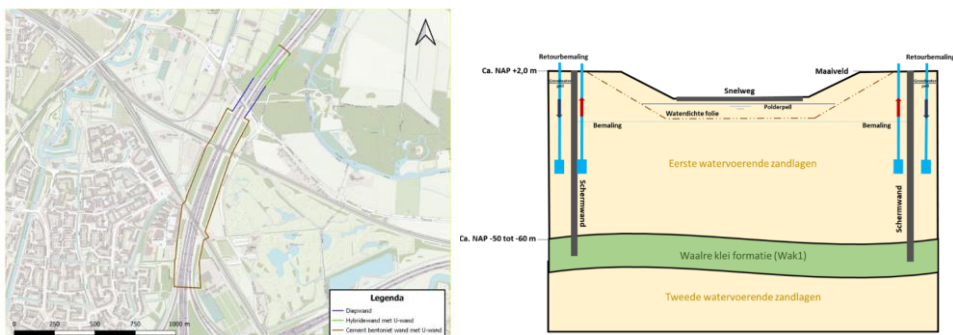 Legenda
Diepwand
Hybridewand met U-wand
Cement bentoniet wand met U-wand
0 250 500 750 1000 m
Retourbemaling
Retourbemaling
Ca. NAP +2,0 m
Maaiveld
Snelweg
Polderpeil
Waterdichte folie
Bemaling
Bemaling
Eerste watervoerende zandlagen
Schermwand
Schermwand
Ca. NAP -50 tot -60 m
Waalre klei formatie (Wak1)
Tweede watervoerende zandlagen